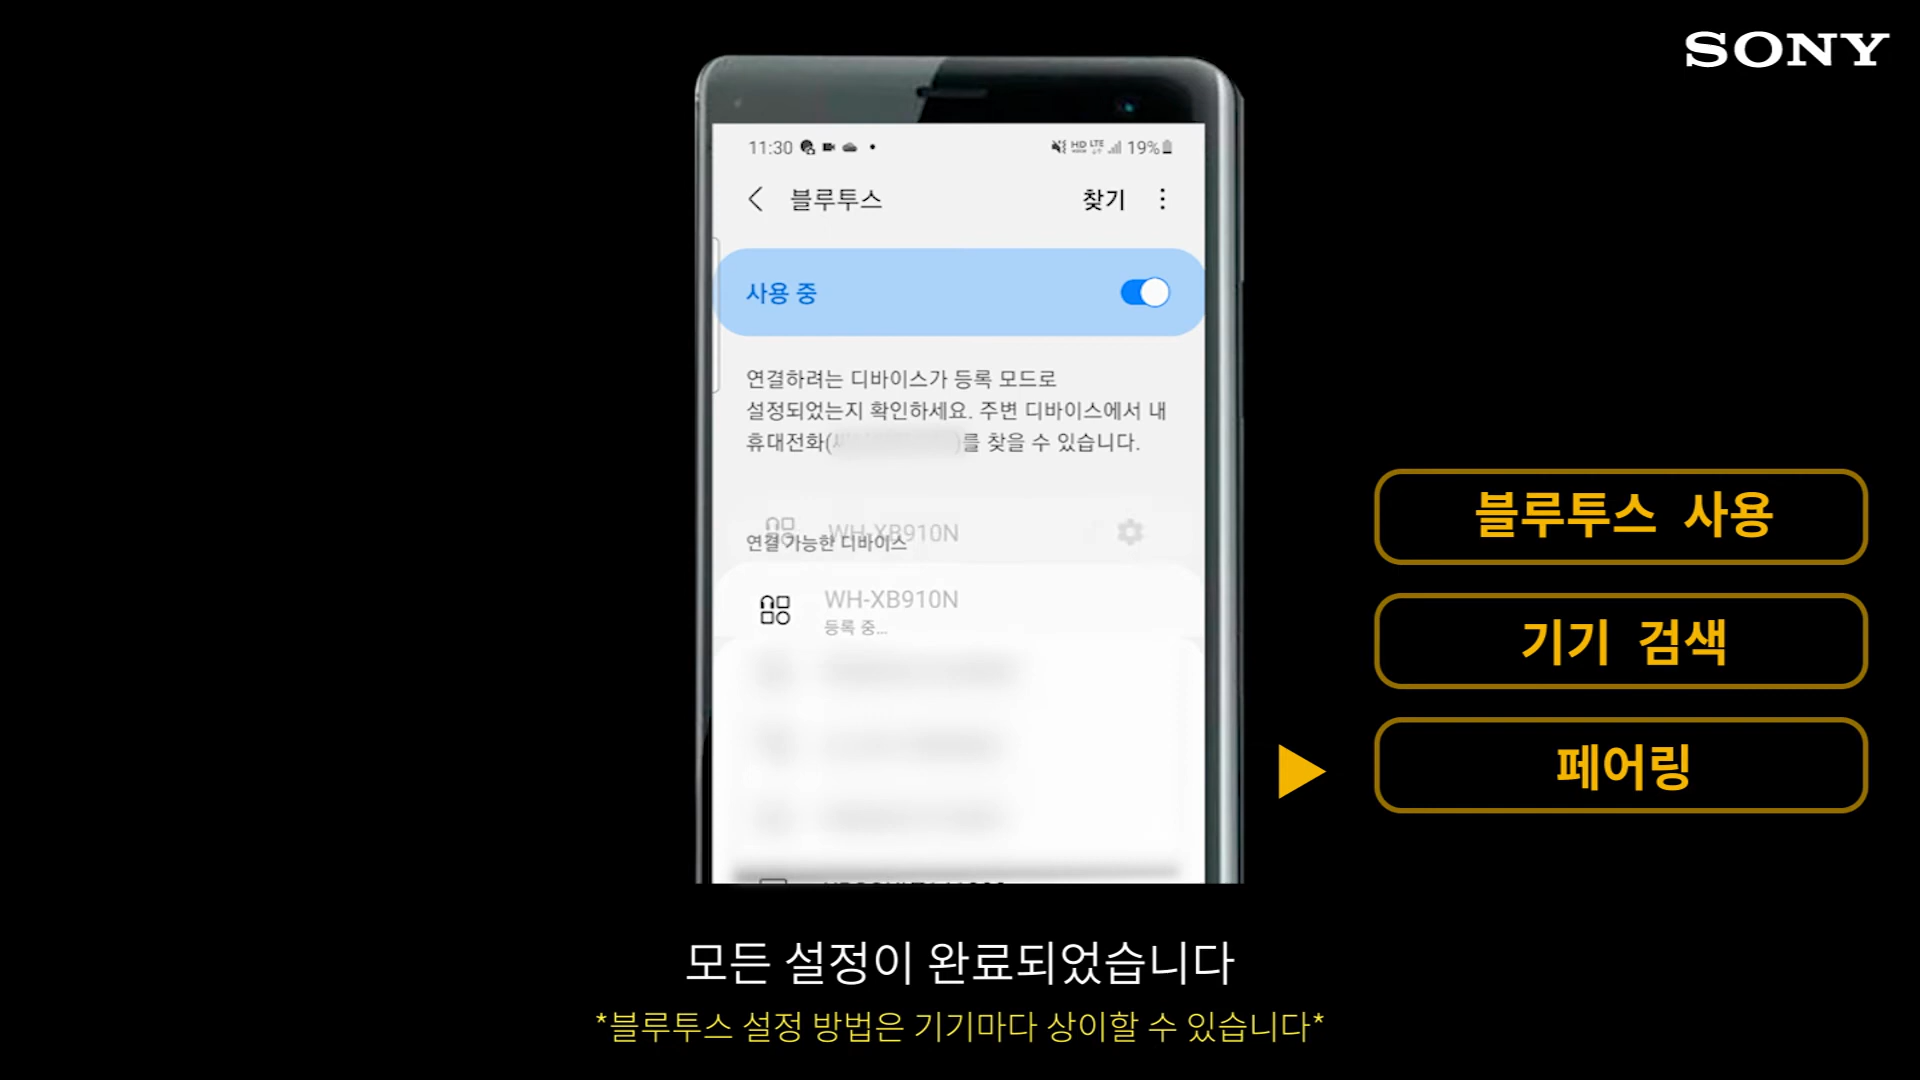 SONY
11:30
HD LTE 19%
블루투스 찾기
사용 중
연결하려는 디바이스가 등록 모드로
설정되었는지 확인하세요. 주변 디바이스에서 내
휴대전화( )를 찾을 수 있습니다.
WH-XB910N
연결 가능한 디바이스
WH-XB910N
등록 중...
블루투스 사용
기기 검색
페어링
모든 설정이 완료되었습니다
*블루투스 설정 방법은 기기마다 상이할 수 있습니다*